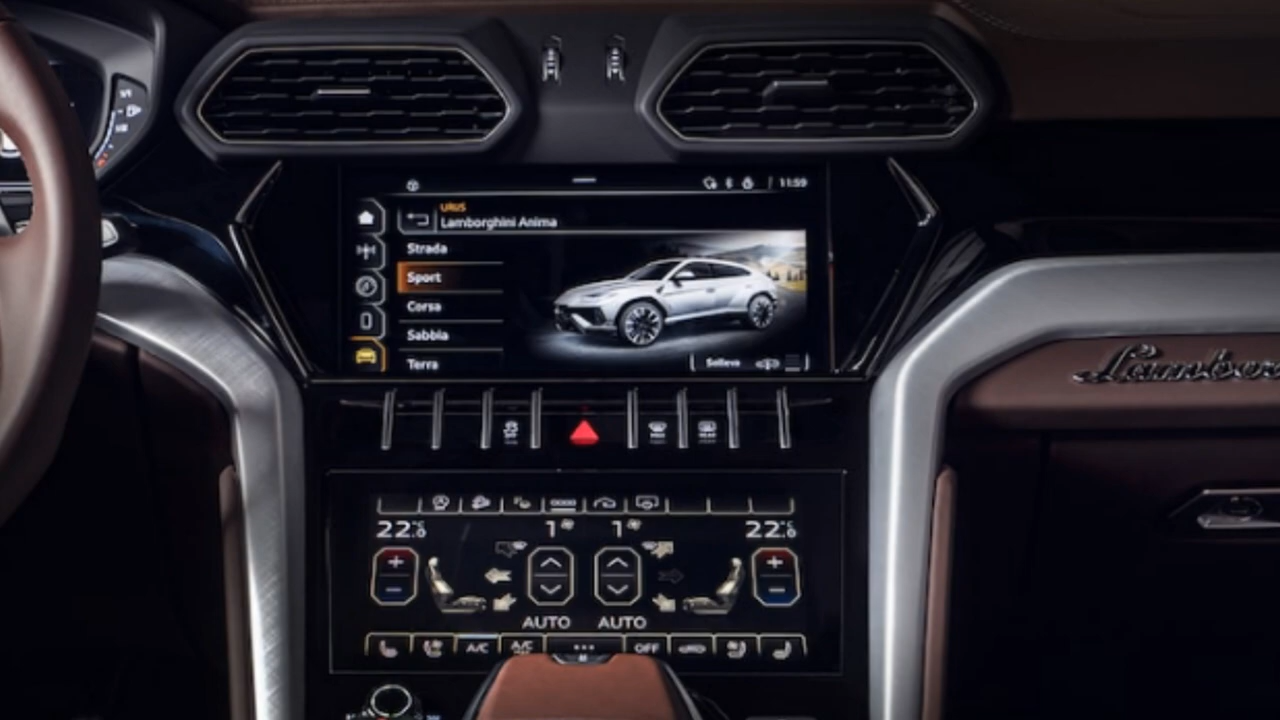 11:59
URUS
Lamborghini Anima
Strada
Sport
Corsa
Sabbia
Terra
Solleva
22.0°C
1
1
22.0°C
AUTO
AUTO
A/C
A/C
OFF